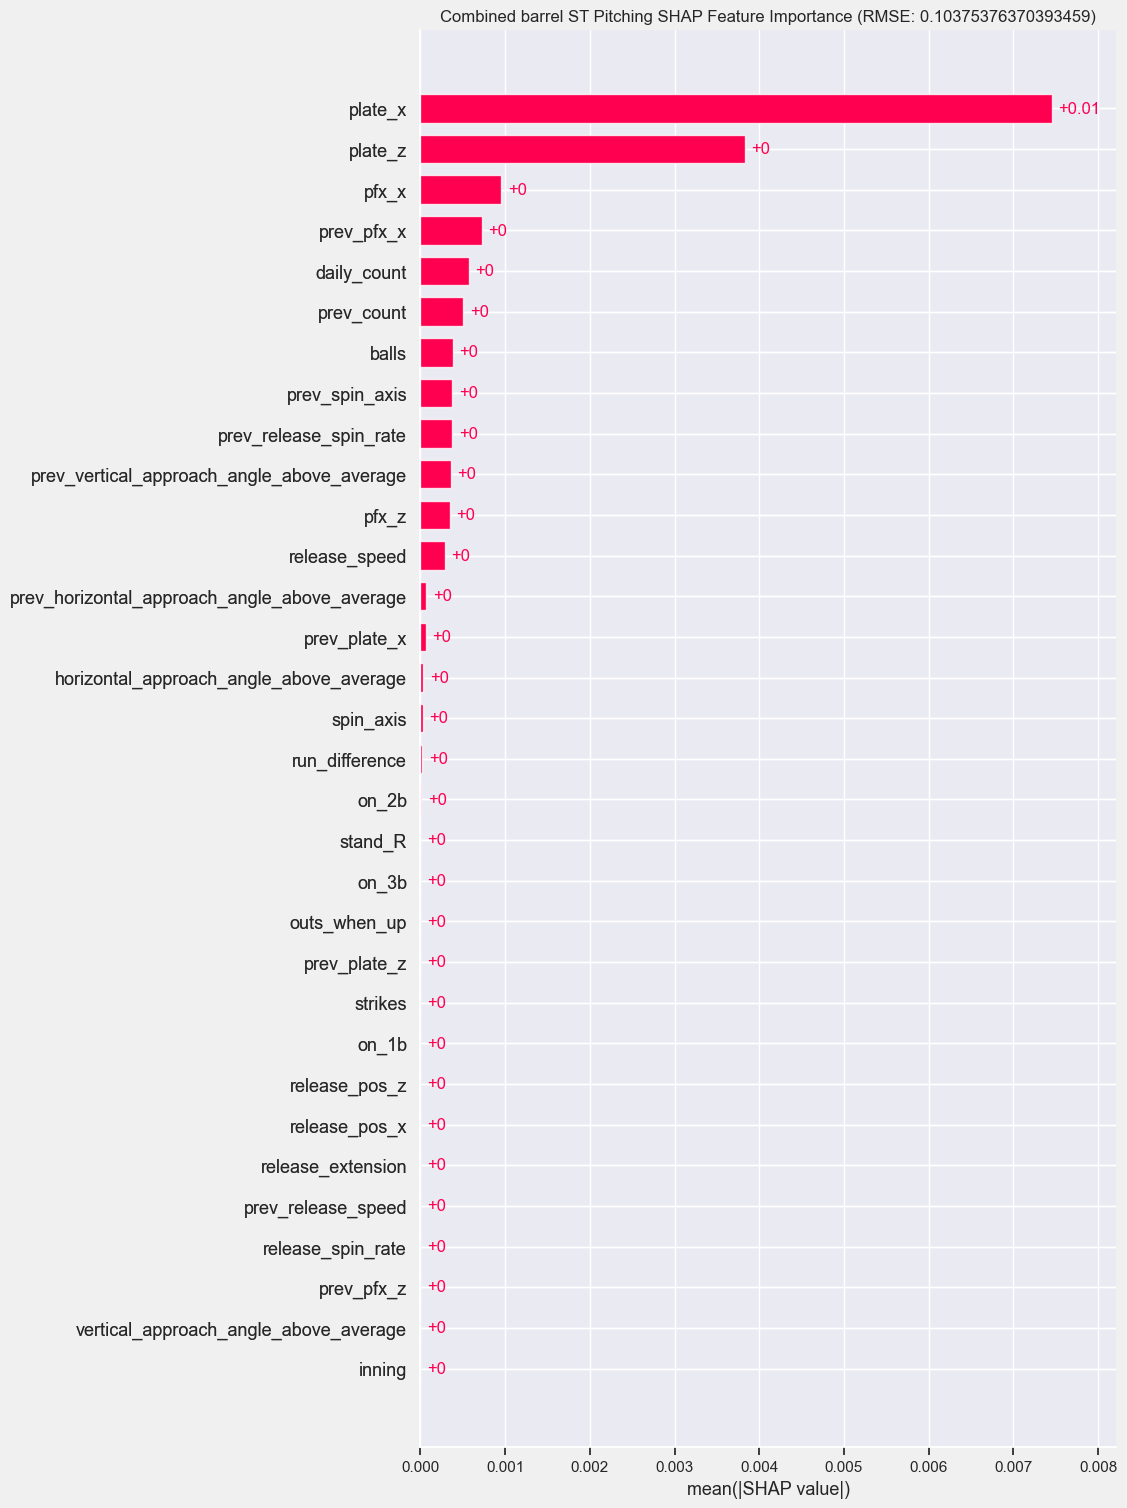 Combined barrel ST Pitching SHAP Feature Importance (RMSE: 0.10375376370393459)
plate_x +0.01
plate_z +0
pfx_x +0
prev_pfx_x +0
daily_count +0
prev_count +0
balls +0
prev_spin_axis +0
prev_release_spin_rate +0
prev_vertical_approach_angle_above_average +0
pfx_z +0
release_speed +0
prev_horizontal_approach_angle_above_average +0
prev_plate_x +0
horizontal_approach_angle_above_average +0
spin_axis +0
run_difference +0
on_2b +0
stand_R +0
on_3b +0
outs_when_up +0
prev_plate_z +0
strikes +0
on_1b +0
release_pos_z +0
release_pos_x +0
release_extension +0
prev_release_speed +0
release_spin_rate +0
prev_pfx_z +0
vertical_approach_angle_above_average +0
inning +0
0.000 0.001 0.002 0.003 0.004 0.005 0.006 0.007 0.008
mean(|SHAP value|)